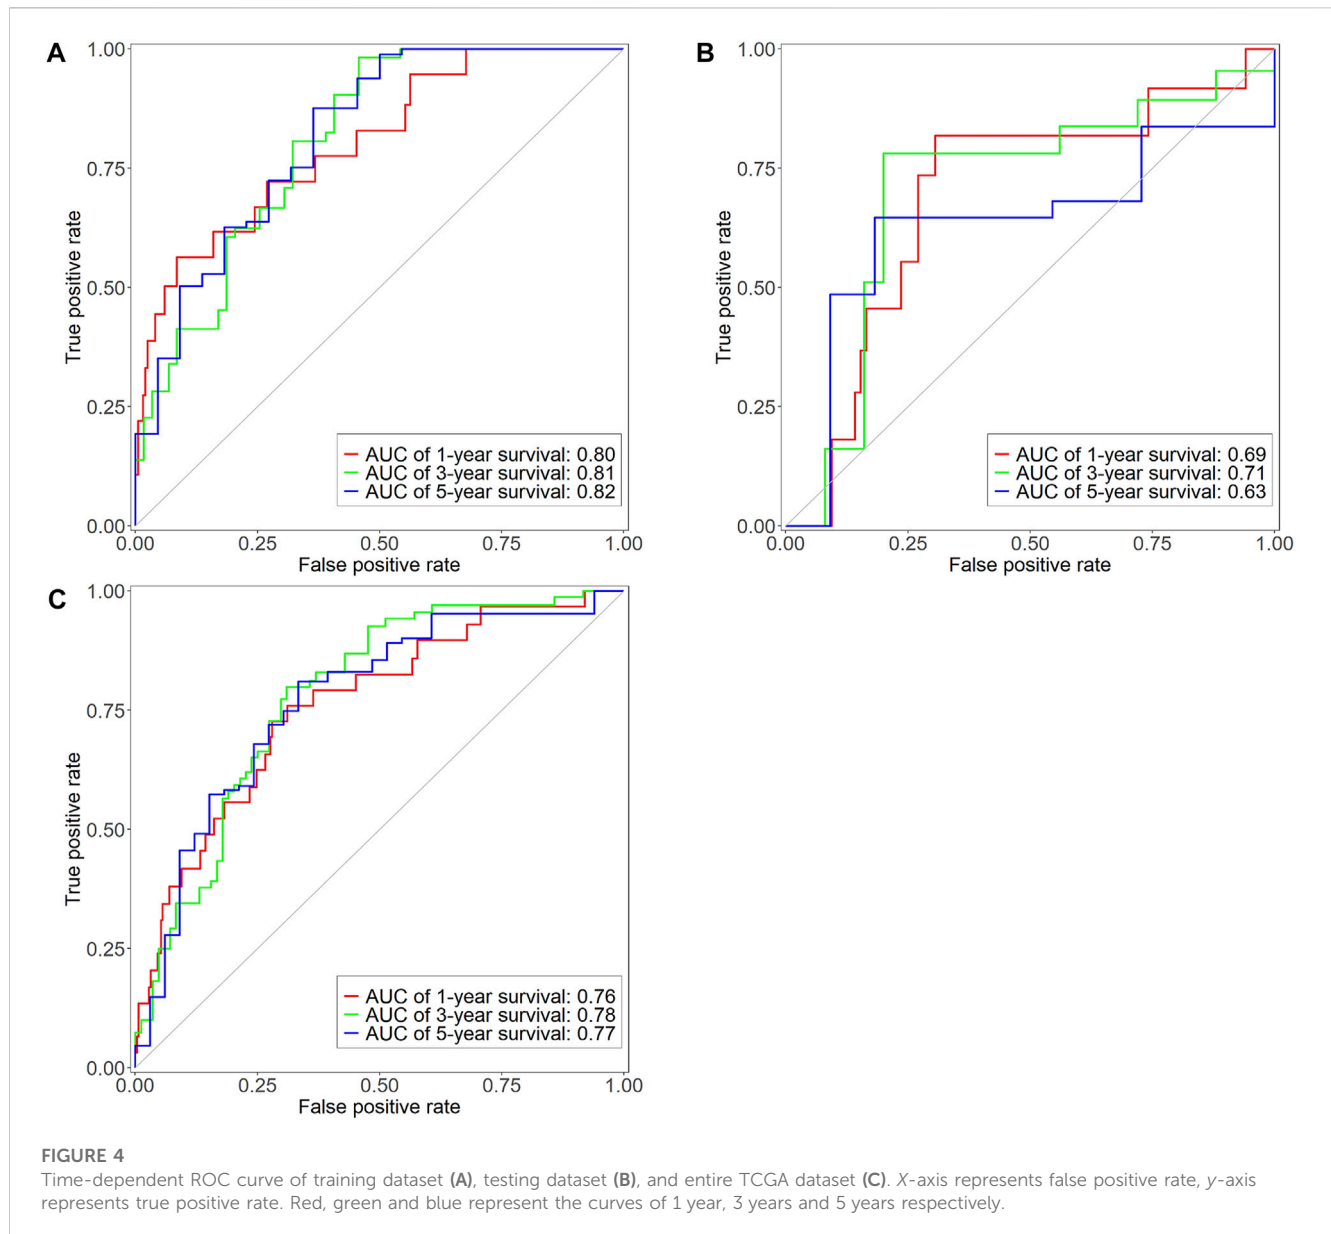 A
1.00
0.75
0.50
0.25
0.00
True positive rate
AUC of 1-year survival: 0.80
AUC of 3-year survival: 0.81
AUC of 5-year survival: 0.82
0.00 0.25 0.50 0.75 1.00
False positive rate
B
1.00
0.75
0.50
0.25
0.00
True positive rate
AUC of 1-year survival: 0.69
AUC of 3-year survival: 0.71
AUC of 5-year survival: 0.63
0.00 0.25 0.50 0.75 1.00
False positive rate
C
1.00
0.75
0.50
0.25
0.00
True positive rate
AUC of 1-year survival: 0.76
AUC of 3-year survival: 0.78
AUC of 5-year survival: 0.77
0.00 0.25 0.50 0.75 1.00
False positive rate
FIGURE 4
Time-dependent ROC curve of training dataset (A), testing dataset (B), and entire TCGA dataset (C). X-axis represents false positive rate, y-axis
represents true positive rate. Red, green and blue represent the curves of 1 year, 3 years and 5 years respectively.